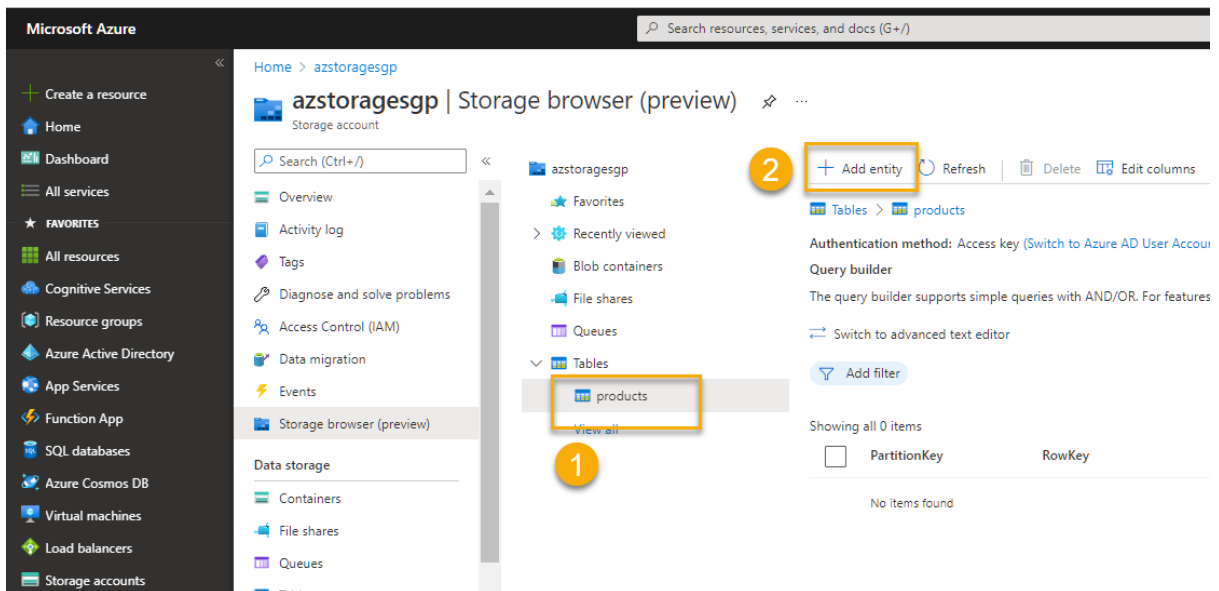 Microsoft Azure
Search resources, services, and docs (G+/)
Create a resource
Home
Dashboard
All services
FAVORITES
All resources
Cognitive Services
Resource groups
Azure Active Directory
App Services
Function App
SQL databases
Azure Cosmos DB
Virtual machines
Load balancers
Storage accounts
Home > azstoragesgp
azstoragesgp | Storage browser (preview)
Storage account
Search (Ctrl+/)
Overview
Activity log
Tags
Diagnose and solve problems
Access Control (IAM)
Data migration
Events
Storage browser (preview)
Data storage
Containers
File shares
Queues
azstoragesgp
Favorites
Recently viewed
Blob containers
File shares
Queues
Tables
products
View all
1
2
Add entity Refresh Delete Edit columns
Tables > products
Authentication method: Access key (Switch to Azure AD User Accour
Query builder
The query builder supports simple queries with AND/OR. For features
Switch to advanced text editor
Add filter
Showing all 0 items
PartitionKey RowKey
No items found